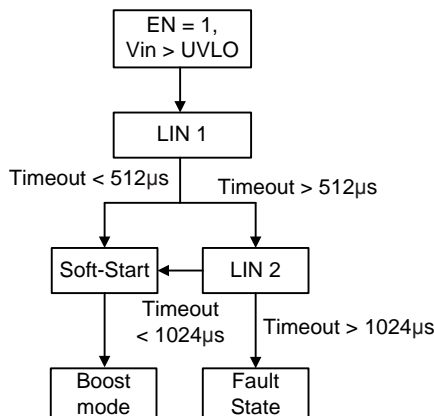 EN = 1,
Vin > UVLO
LIN 1
Timeout < 512µs
Timeout > 512µs
Soft-Start
LIN 2
Timeout
< 1024µs
Timeout > 1024µs
Boost
mode
Fault
State